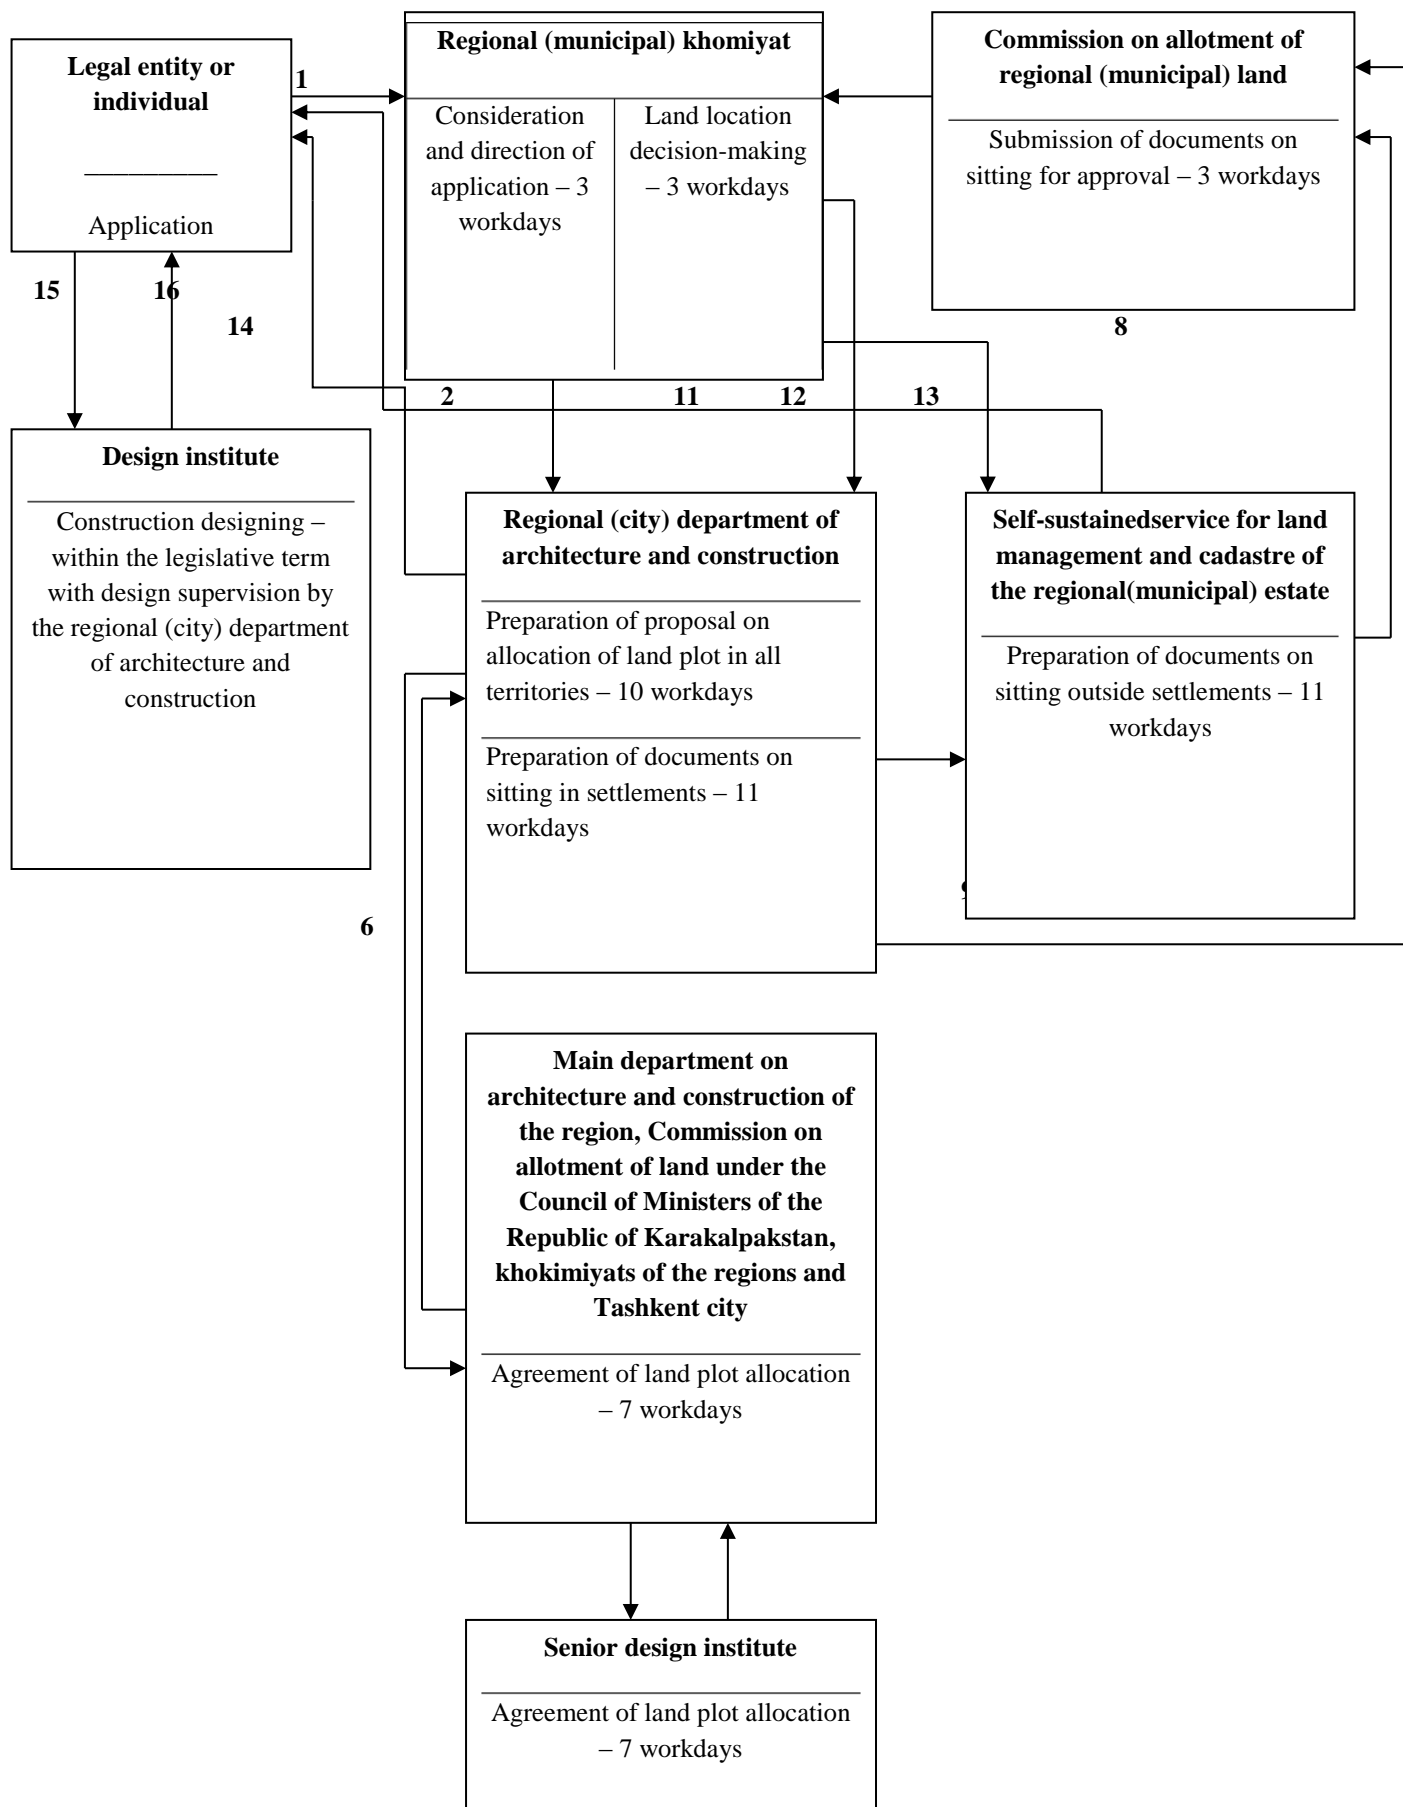 Legal entity or
individual
__________
Application
1
Regional (municipal) khomiyat
Consideration
and direction of
application – 3
workdays
Land location
decision-making
– 3 workdays
Commission on allotment of
regional (municipal) land
Submission of documents on
sitting for approval – 3 workdays
15
16
14
8
2
11
12
13
Design institute
Construction designing –
within the legislative term
with design supervision by
the regional (city) department
of architecture and
construction
Regional (city) department of
architecture and construction
Preparation of proposal on
allocation of land plot in all
territories – 10 workdays
Preparation of documents on
sitting in settlements – 11
workdays
Self-sustainedservice for land
management and cadastre of
the regional(municipal) estate
Preparation of documents on
sitting outside settlements – 11
workdays
6
Main department on
architecture and construction of
the region, Commission on
allotment of land under the
Council of Ministers of the
Republic of Karakalpakstan,
khokimiyats of the regions and
Tashkent city
Agreement of land plot allocation
– 7 workdays
Senior design institute
Agreement of land plot allocation
– 7 workdays